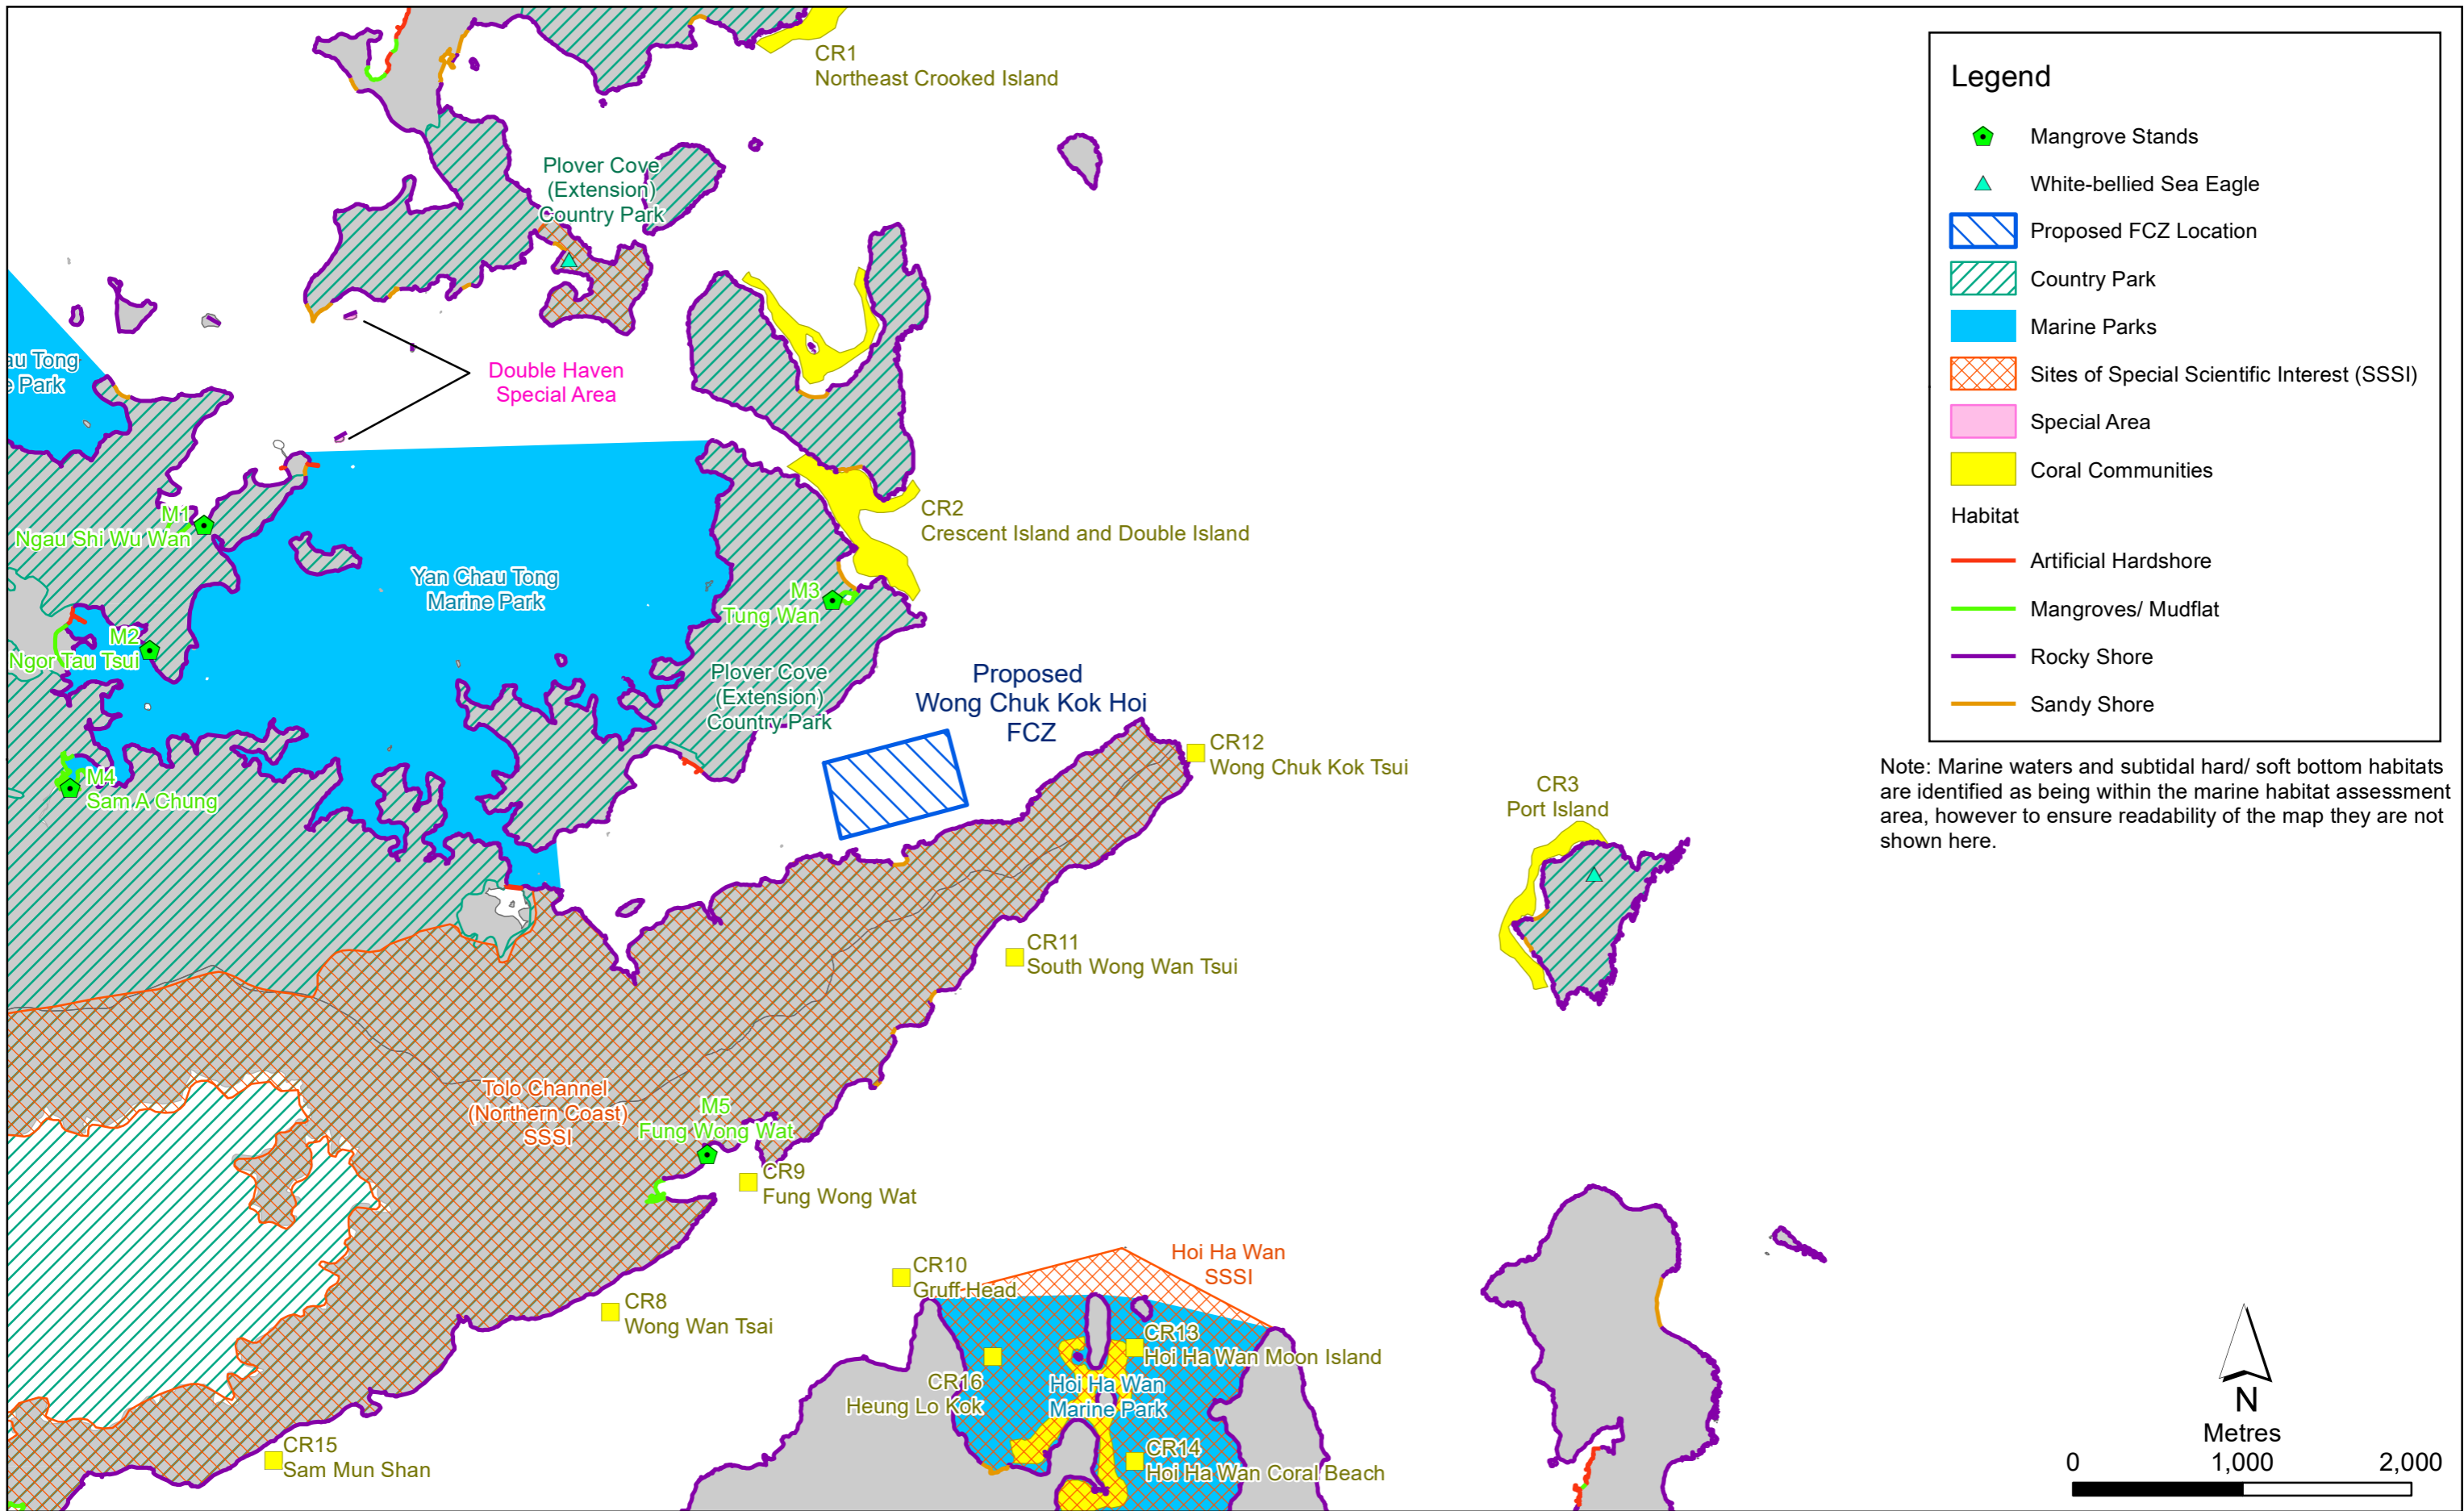 CR1
Northeast Crooked Island
Plover Cove
(Extension)
Country Park
au Tong
e Park
Double Haven
Special Area
CR2
Crescent Island and Double Island
M1
Ngau Shi Wu Wan
Yan Chau Tong
Marine Park
M3
Tung Wan
M2
Ngor Tau Tsui
Plover Cove
(Extension)
Country Park
Proposed
Wong Chuk Kok Hoi
FCZ
CR12
Wong Chuk Kok Tsui
M4
Sam A Chung
CR3
Port Island
CR11
South Wong Wan Tsui
Tolo Channel
(Northern Coast)
SSSI
M5
Fung Wong Wat
CR9
Fung Wong Wat
CR10
Gruff Head
Hoi Ha Wan
SSSI
CR8
Wong Wan Tsai
CR13
Hoi Ha Wan Moon Island
CR16
Heung Lo Kok
Hoi Ha Wan
Marine Park
CR14
Hoi Ha Wan Coral Beach
CR15
Sam Mun Shan
Legend
Mangrove Stands
White-bellied Sea Eagle
Proposed FCZ Location
Country Park
Marine Parks
Sites of Special Scientific Interest (SSSI)
Special Area
Coral Communities
Habitat
Artificial Hardshore
Mangroves/ Mudflat
Rocky Shore
Sandy Shore
Note: Marine waters and subtidal hard/ soft bottom habitats
are identified as being within the marine habitat assessment
area, however to ensure readability of the map they are not
shown here.
N
Metres
0 1,000 2,000